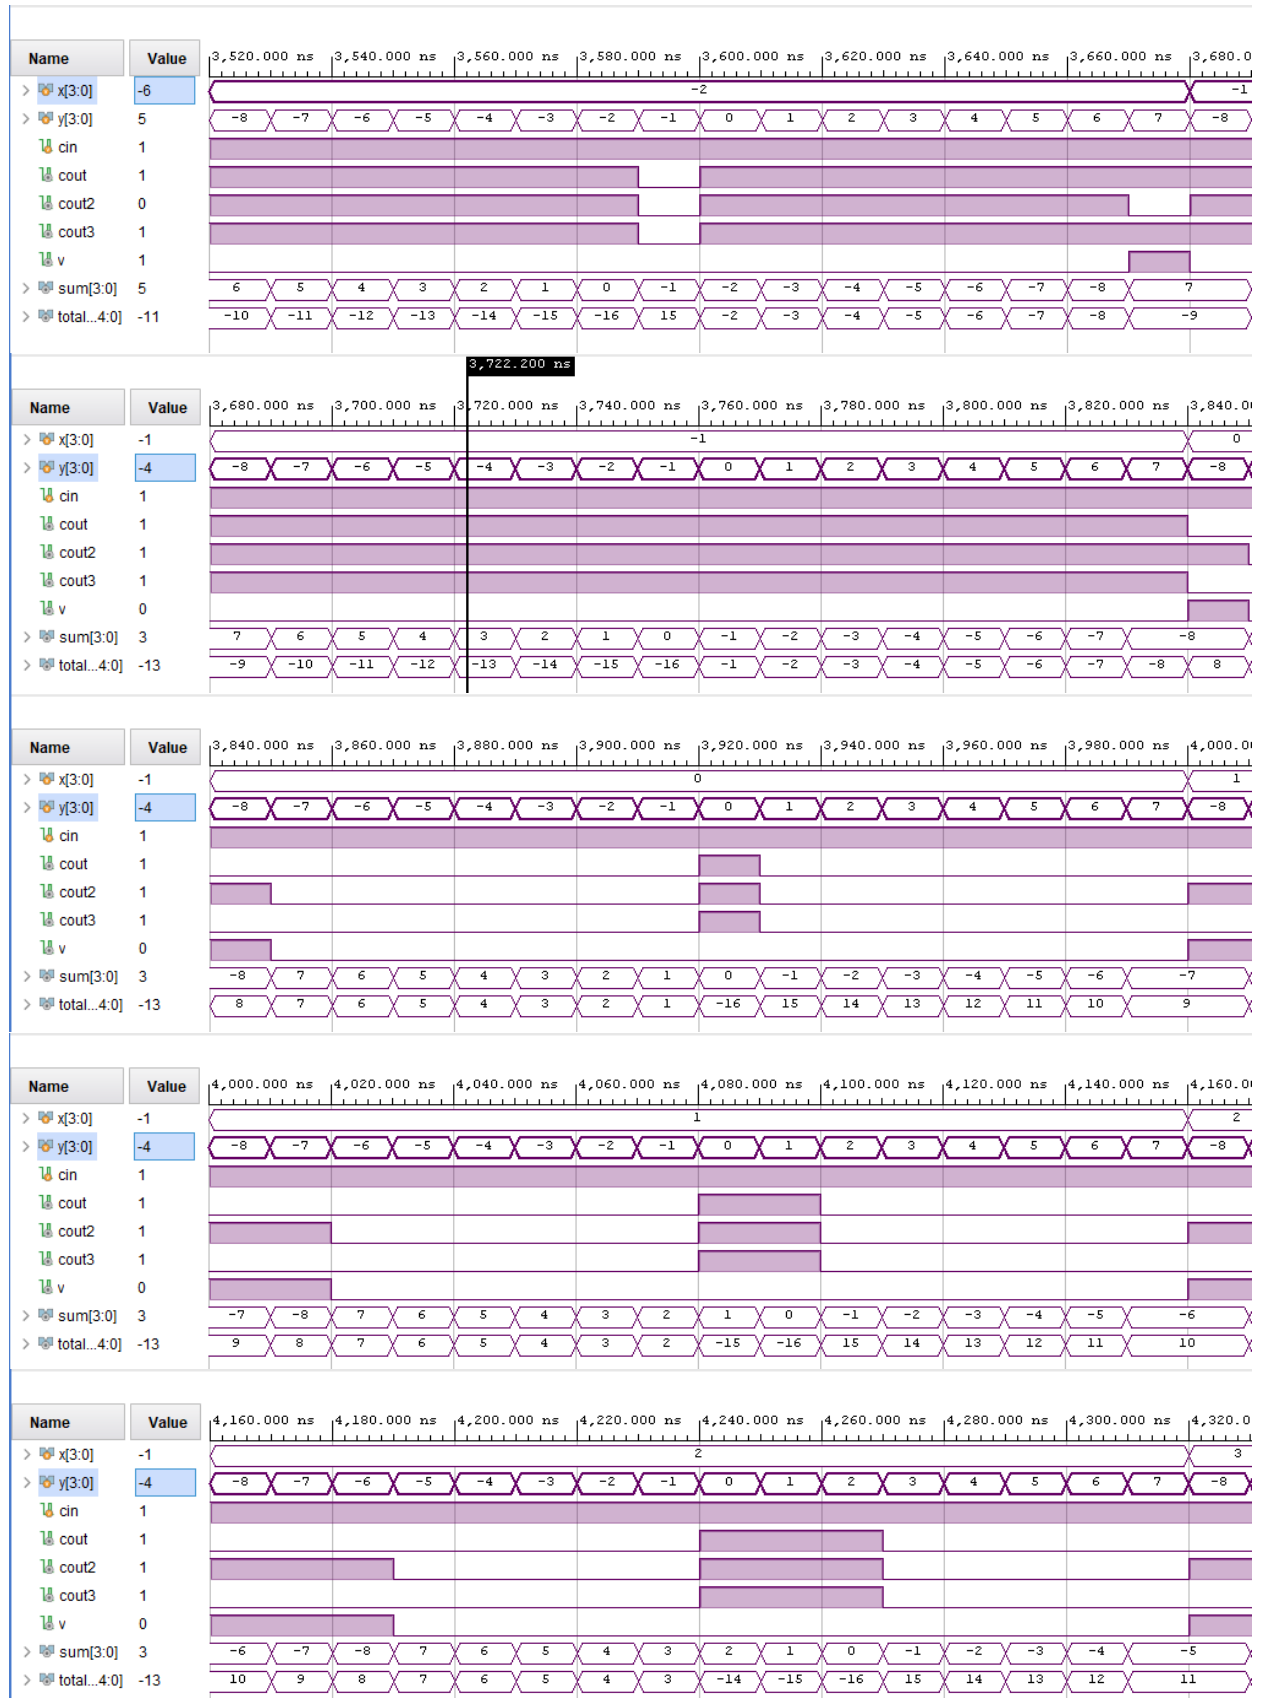 Name Value 3,520.000 ns 3,540.000 ns 3,560.000 ns 3,580.000 ns 3,600.000 ns 3,620.000 ns 3,640.000 ns 3,660.000 ns 3,680.0
x[3:0] -6 -2 -1
y[3:0] 5 -8 -7 -6 -5 -4 -3 -2 -1 0 1 2 3 4 5 6 7 -8
cin 1
cout 1
cout2 0
cout3 1
v 1
sum[3:0] 5 6 5 4 3 2 1 0 -1 -2 -3 -4 -5 -6 -7 -8 7
total...4:0] -11 -10 -11 -12 -13 -14 -15 -16 15 -2 -3 -4 -5 -6 -7 -8 -9
3,722.200 ns
Name Value 3,680.000 ns 3,700.000 ns 3,720.000 ns 3,740.000 ns 3,760.000 ns 3,780.000 ns 3,800.000 ns 3,820.000 ns 3,840.0
x[3:0] -1 -1 0
y[3:0] -4 -8 -7 -6 -5 -4 -3 -2 -1 0 1 2 3 4 5 6 7 -8
cin 1
cout 1
cout2 1
cout3 1
v 0
sum[3:0] 3 7 6 5 4 3 2 1 0 -1 -2 -3 -4 -5 -6 -7 -8
total...4:0] -13 -9 -10 -11 -12 -13 -14 -15 -16 -1 -2 -3 -4 -5 -6 -7 -8 8
Name Value 3,840.000 ns 3,860.000 ns 3,880.000 ns 3,900.000 ns 3,920.000 ns 3,940.000 ns 3,960.000 ns 3,980.000 ns 4,000.0
x[3:0] -1 0 1
y[3:0] -4 -8 -7 -6 -5 -4 -3 -2 -1 0 1 2 3 4 5 6 7 -8
cin 1
cout 1
cout2 1
cout3 1
v 0
sum[3:0] 3 -8 7 6 5 4 3 2 1 0 -1 -2 -3 -4 -5 -6 -7
total...4:0] -13 8 7 6 5 4 3 2 1 -16 15 14 13 12 11 10 9
Name Value 4,000.000 ns 4,020.000 ns 4,040.000 ns 4,060.000 ns 4,080.000 ns 4,100.000 ns 4,120.000 ns 4,140.000 ns 4,160.0
x[3:0] -1 1 2
y[3:0] -4 -8 -7 -6 -5 -4 -3 -2 -1 0 1 2 3 4 5 6 7 -8
cin 1
cout 1
cout2 1
cout3 1
v 0
sum[3:0] 3 -7 -8 7 6 5 4 3 2 1 0 -1 -2 -3 -4 -5 -6
total...4:0] -13 9 8 7 6 5 4 3 2 -15 -16 15 14 13 12 11 10
Name Value 4,160.000 ns 4,180.000 ns 4,200.000 ns 4,220.000 ns 4,240.000 ns 4,260.000 ns 4,280.000 ns 4,300.000 ns 4,320.0
x[3:0] -1 2 3
y[3:0] -4 -8 -7 -6 -5 -4 -3 -2 -1 0 1 2 3 4 5 6 7 -8
cin 1
cout 1
cout2 1
cout3 1
v 0
sum[3:0] 3 -6 -7 -8 7 6 5 4 3 2 1 0 -1 -2 -3 -4 -5
total...4:0] -13 10 9 8 7 6 5 4 3 -14 -15 -16 15 14 13 12 11